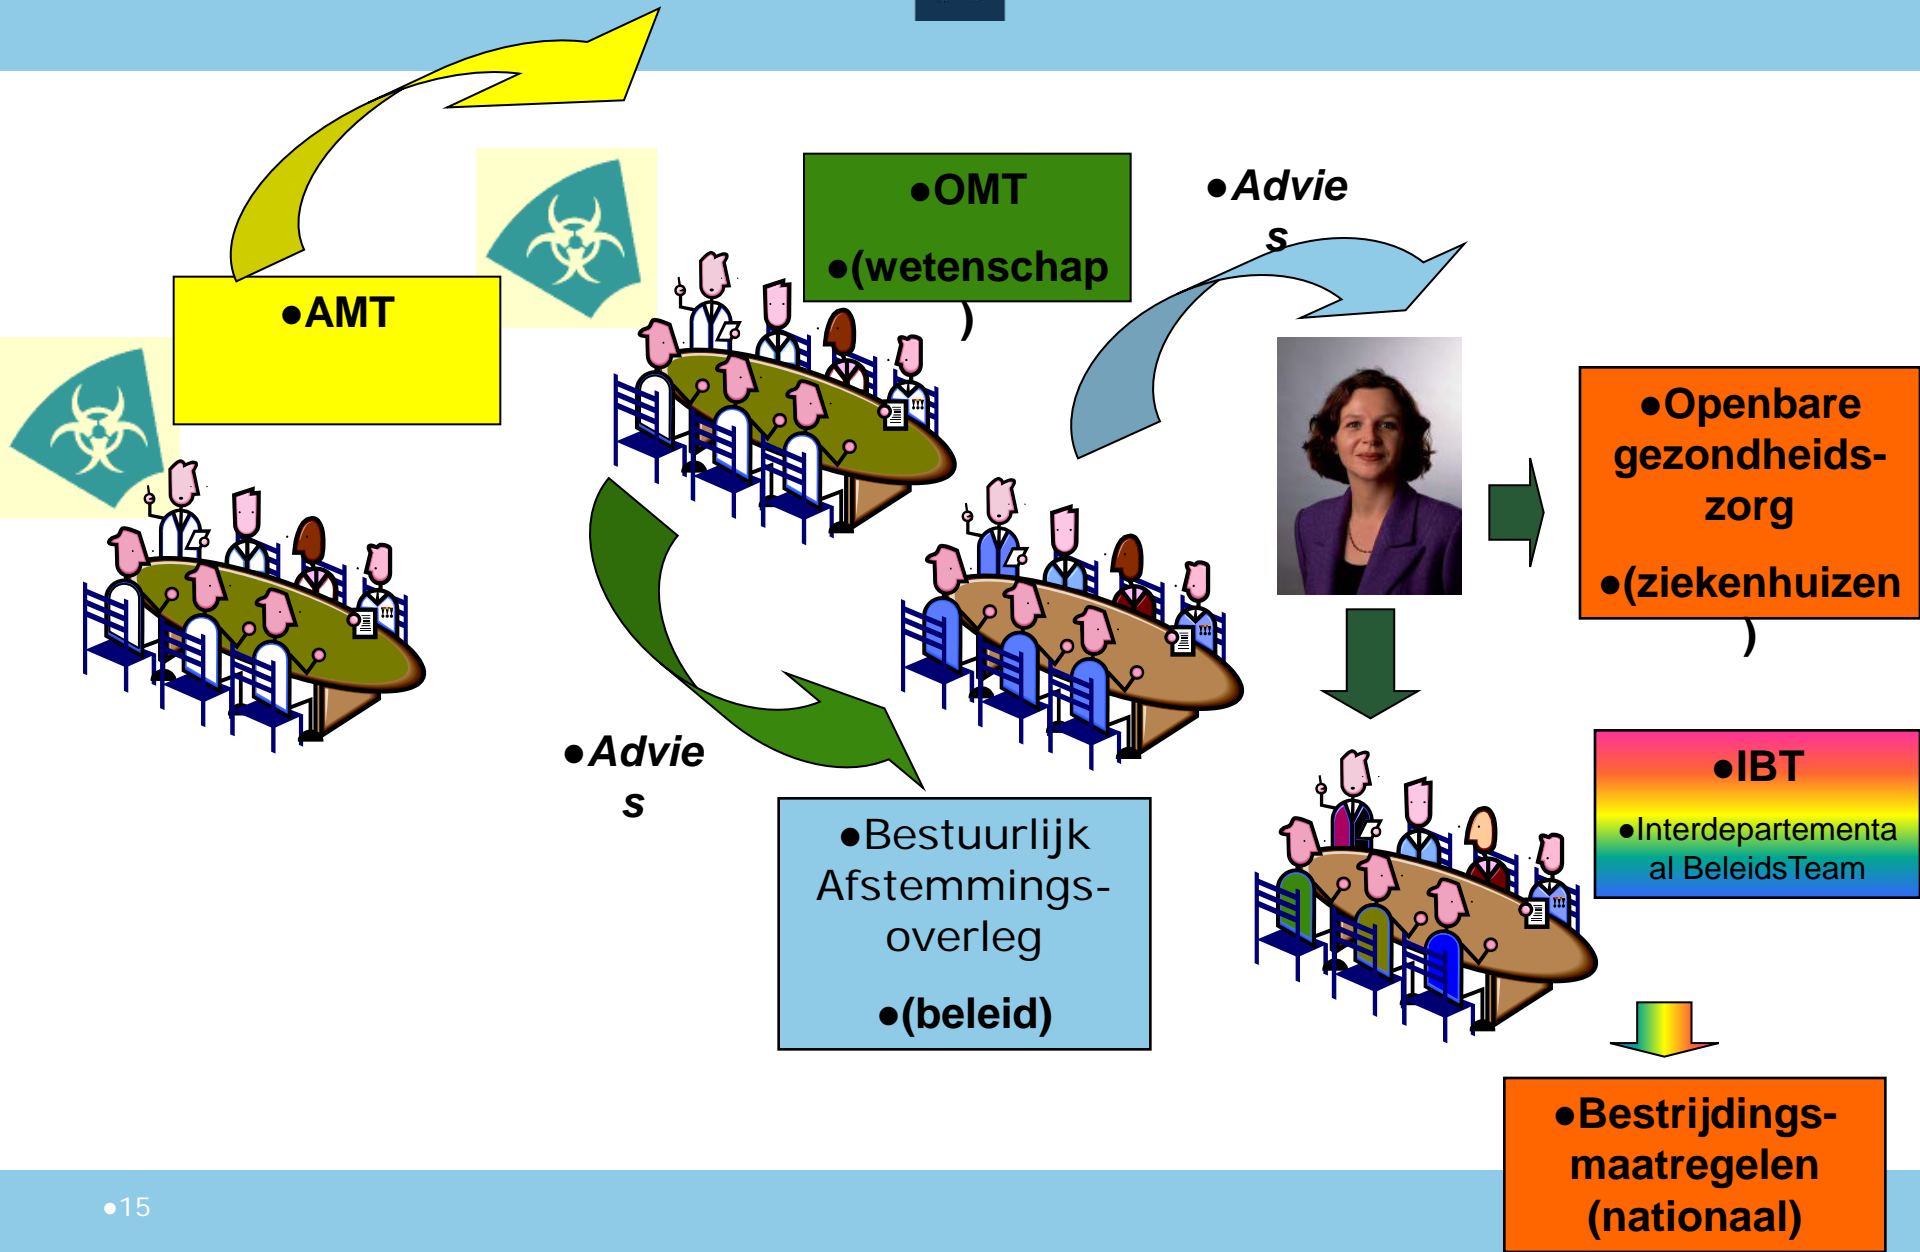 ●AMT
●OMT
●(wetenschap
)
●Advie
s
●Advie
s
●Bestuurlijk
Afstemmings-
overleg
●(beleid)
●Openbare
gezondheids-
zorg
●(ziekenhuizen
)
●IBT
●Interdepartementa
al BeleidsTeam
●Bestrijdings-
maatregelen
(nationaal)
●15